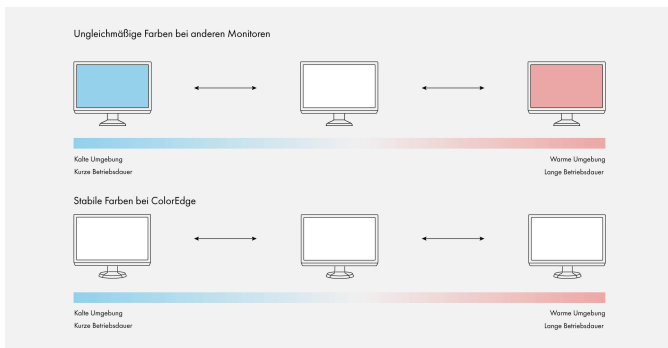 Ungleichmäßige Farben bei anderen Monitoren
Kalte Umgebung
Warme Umgebung
Kurze Betriebsdauer
Lange Betriebsdauer
Stabile Farben bei ColorEdge
Kalte Umgebung
Warme Umgebung
Kurze Betriebsdauer
Lange Betriebsdauer